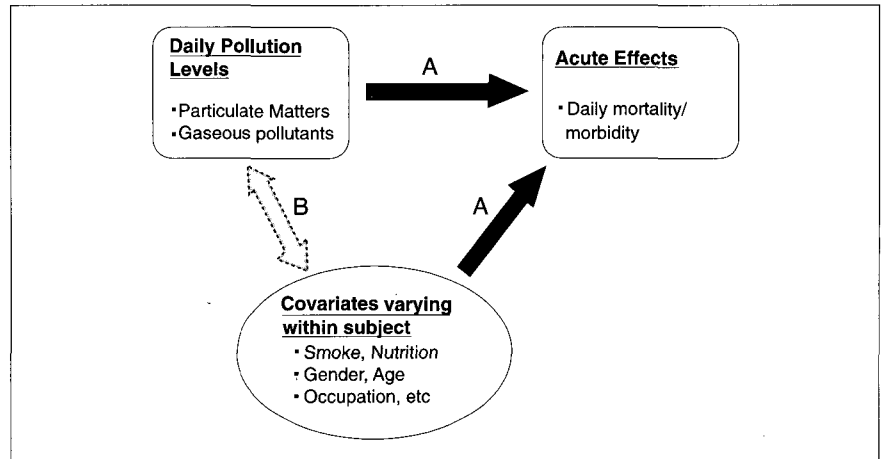 Daily Pollution
Levels
▪ Particulate Matters
▪ Gaseous pollutants
A
Acute Effects
▪ Daily mortality/
morbidity
B
A
Covariates varying
within subject
▪ Smoke, Nutrition
▪ Gender, Age
▪ Occupation, etc